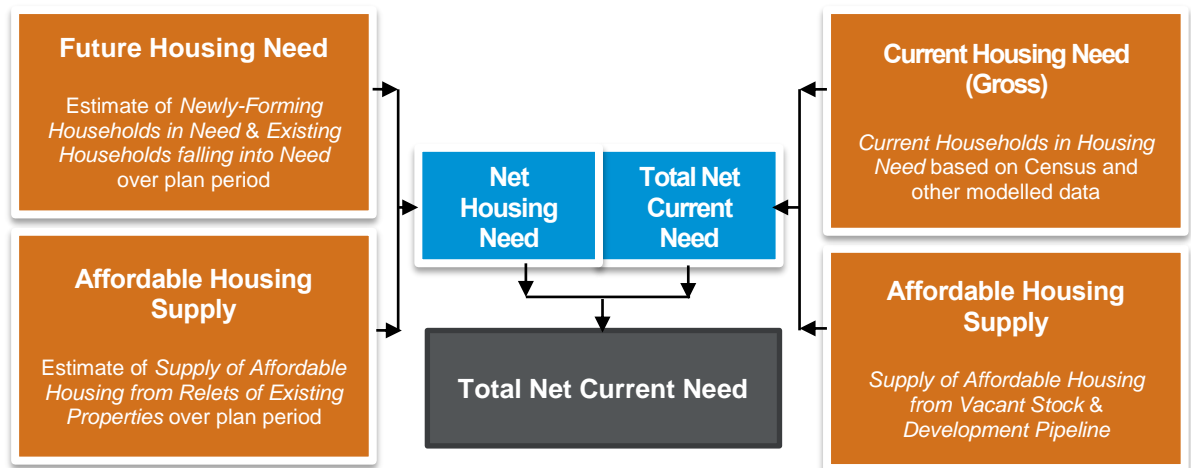 Future Housing Need
Estimate of Newly-Forming
Households in Need & Existing
Households falling into Need
over plan period
Affordable Housing
Supply
Estimate of Supply of Affordable
Housing from Relets of Existing
Properties over plan period
Net
Housing
Need
Total Net
Current
Need
Total Net Current Need
Current Housing Need
(Gross)
Current Households in Housing
Need based on Census and
other modelled data
Affordable Housing
Supply
Supply of Affordable Housing
from Vacant Stock &
Development Pipeline